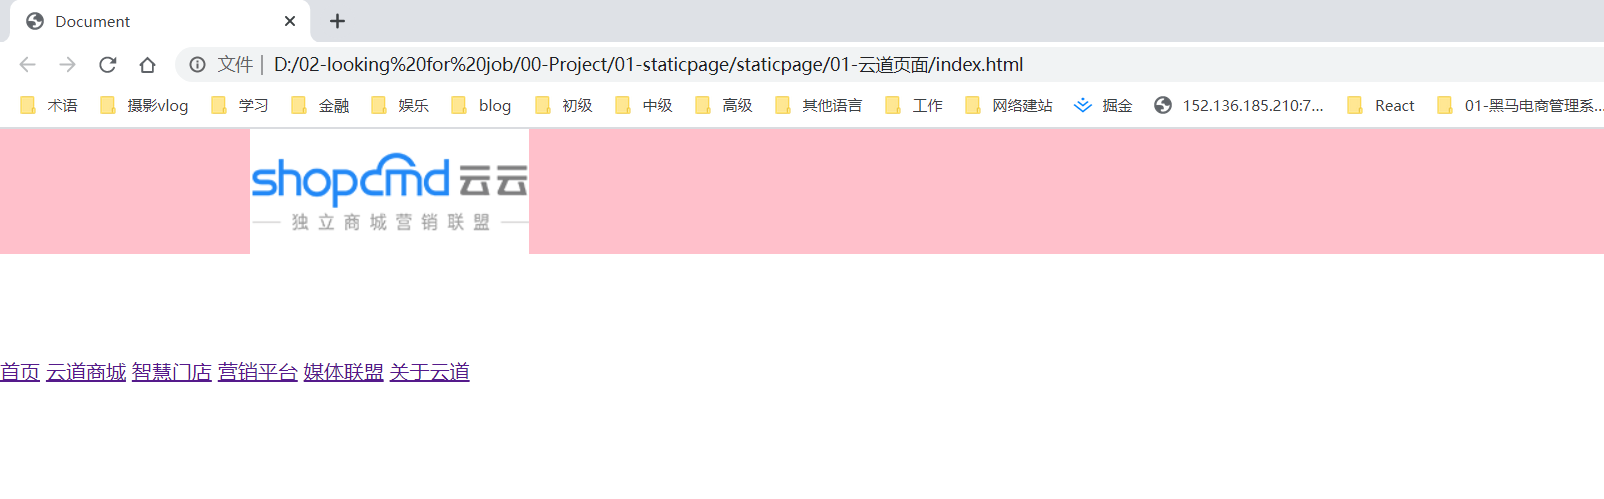 Document
文件 | D:/02-looking%20for%20job/00-Project/01-staticpage/staticpage/01-云道页面/index.html
术语 摄影vlog 学习 金融 娱乐 blog 初级 中级 高级 其他语言 工作 网络建站 掘金 152.136.185.210:7... React 01-黑马电商管理系...
shopcmd 云云
独立商城营销联盟
首页 云道商城 智慧门店 营销平台 媒体联盟 关于云道